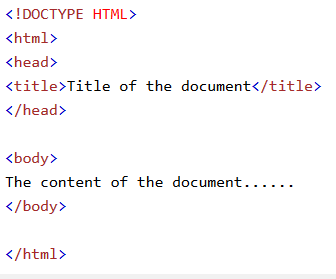 <!DOCTYPE HTML>
<html>
<head>
<title>Title of the document</title>
</head>
<body>
The content of the document......
</body>
</html>